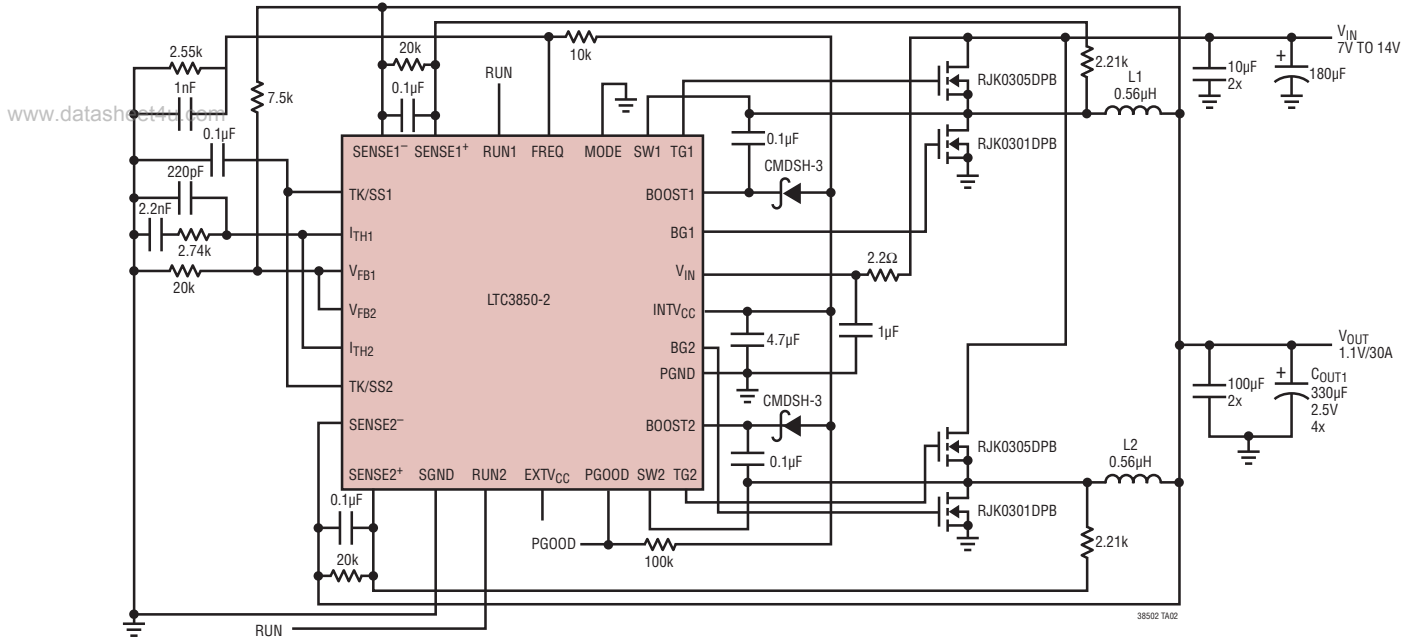 V_IN
7V TO 14V
2.55k
20k
10k
2.21k
L1
0.56µH
10µF
2x
+
180µF
1nF
RUN
RJK0305DPB
7.5k
0.1µF
www.datasheet4u.com
0.1µF
SENSE1⁻ SENSE1⁺ RUN1 FREQ MODE SW1 TG1
0.1µF
RJK0301DPB
220pF
CMDSH-3
TK/SS1
BOOST1
2.2nF
I_TH1
BG1
2.74k
2.2Ω
V_FB1
V_IN
20k
LTC3850-2
V_FB2
INTV_CC
1µF
4.7µF
V_OUT
1.1V/30A
I_TH2
BG2
PGND
100µF
2x
+
C_OUT1
330µF
2.5V
4x
TK/SS2
CMDSH-3
SENSE2⁻
BOOST2
RJK0305DPB
L2
0.56µH
0.1µF
SENSE2⁺ SGND RUN2 EXTV_CC PGOOD SW2 TG2
0.1µF
RJK0301DPB
PGOOD
100k
2.21k
20k
38502 TA02
RUN